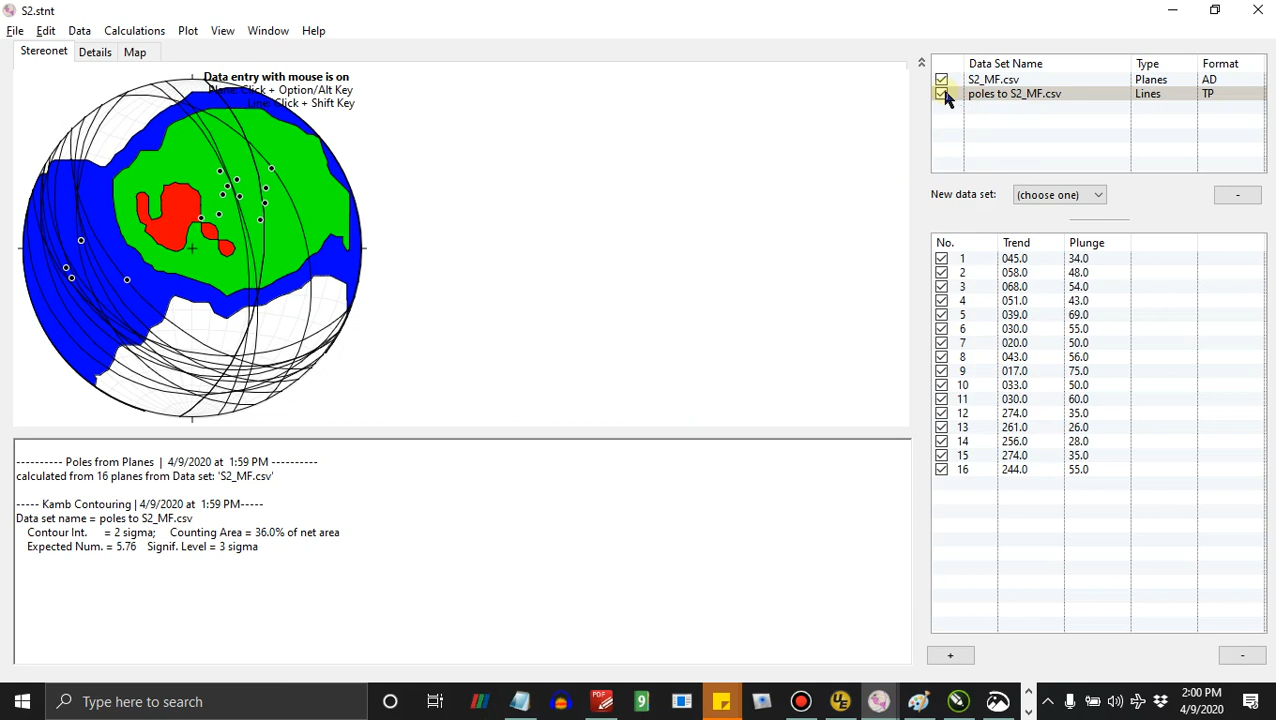 S2.stnt
File Edit Data Calculations Plot View Window Help
Stereonet Details Map
Data entry with mouse is on
Plane: Click + Option/Alt Key
Line: Click + Shift Key
Data Set Name Type Format
S2_MF.csv Planes AD
poles to S2_MF.csv Lines TP
New data set: (choose one) -
No. Trend Plunge
1 045.0 34.0
2 058.0 48.0
3 068.0 54.0
4 051.0 43.0
5 039.0 69.0
6 030.0 55.0
7 020.0 50.0
8 043.0 56.0
9 017.0 75.0
10 033.0 50.0
11 030.0 60.0
12 274.0 35.0
13 261.0 26.0
14 256.0 28.0
15 274.0 35.0
16 244.0 55.0
+ -
---------- Poles from Planes | 4/9/2020 at 1:59 PM ----------
calculated from 16 planes from Data set: 'S2_MF.csv'
----- Kamb Contouring | 4/9/2020 at 1:59 PM-----
Data set name = poles to S2_MF.csv
Contour Int. = 2 sigma; Counting Area = 36.0% of net area
Expected Num. = 5.76 Signif. Level = 3 sigma
Type here to search
PDF
9
2:00 PM
4/9/2020